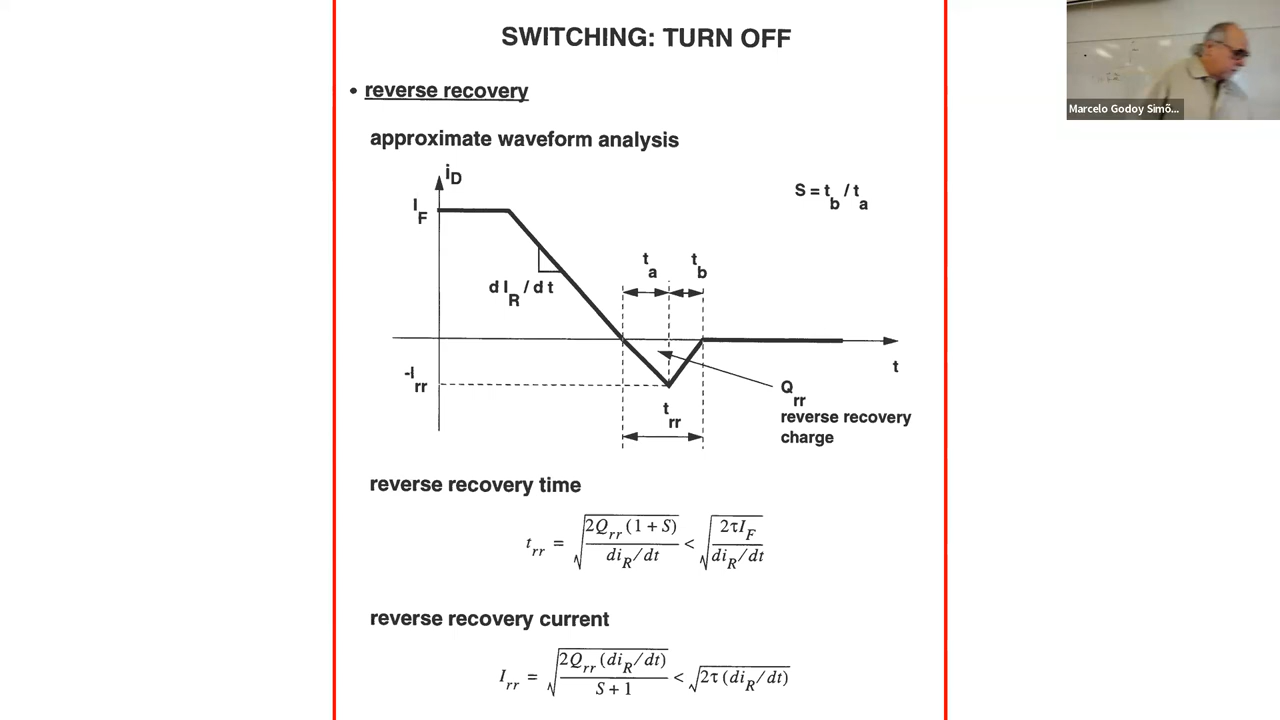 SWITCHING: TURN OFF
• reverse recovery
approximate waveform analysis
i_D
I_F
S = t_b / t_a
t_a
t_b
d I_R / d t
-I_rr
t
t_rr
Q_rr
reverse recovery
charge
reverse recovery time
t_rr = √(2Q_rr (1 + S) / di_R/dt) < √(2τI_F / di_R/dt)
reverse recovery current
I_rr = √(2Q_rr (di_R/dt) / S + 1) < √(2τ (di_R/dt))
Marcelo Godoy Simõ...